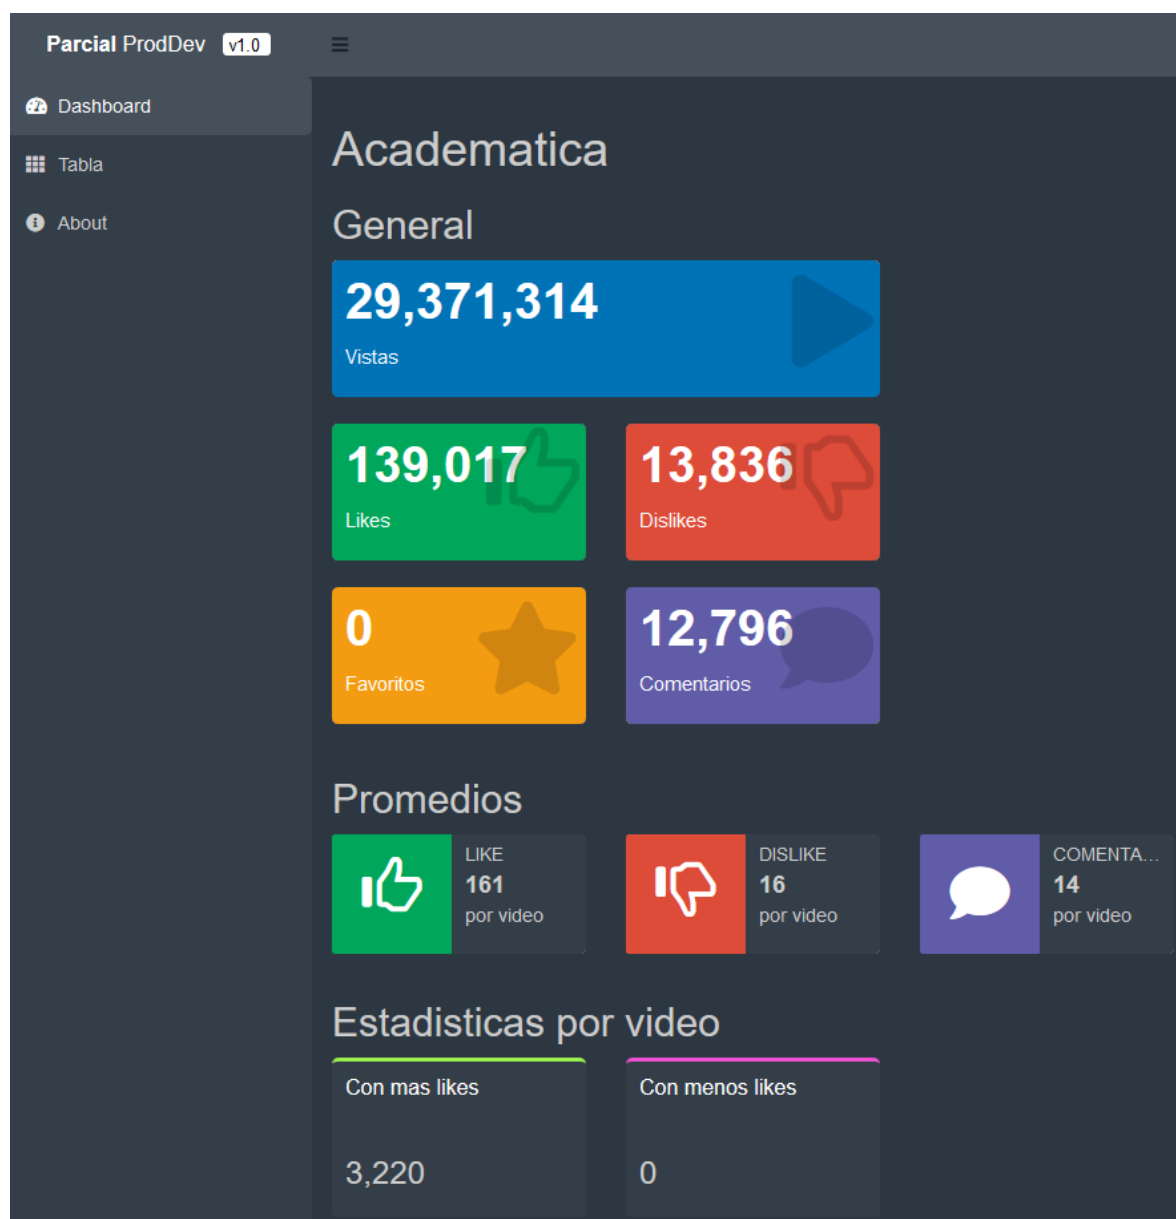 Parcial ProdDev v1.0
Dashboard
Tabla
About
Academatica
General
29,371,314
Vistas
139,017
Likes
13,836
Dislikes
0
Favoritos
12,796
Comentarios
Promedios
LIKE
161
por video
DISLIKE
16
por video
COMENTA...
14
por video
Estadisticas por video
Con mas likes
3,220
Con menos likes
0